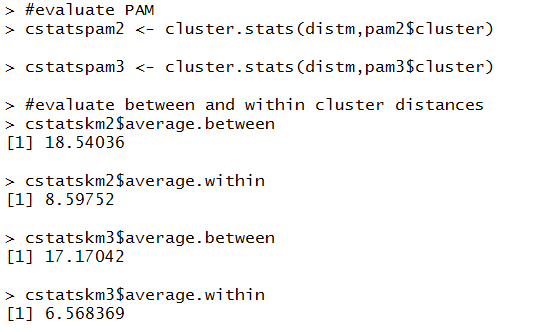 > #evaluate PAM
> cstatspam2 <- cluster.stats(distm,pam2$cluster)
> cstatspam3 <- cluster.stats(distm,pam3$cluster)
> #evaluate between and within cluster distances
> cstatskm2$average.between
[1] 18.54036
> cstatskm2$average.within
[1] 8.59752
> cstatskm3$average.between
[1] 17.17042
> cstatskm3$average.within
[1] 6.568369